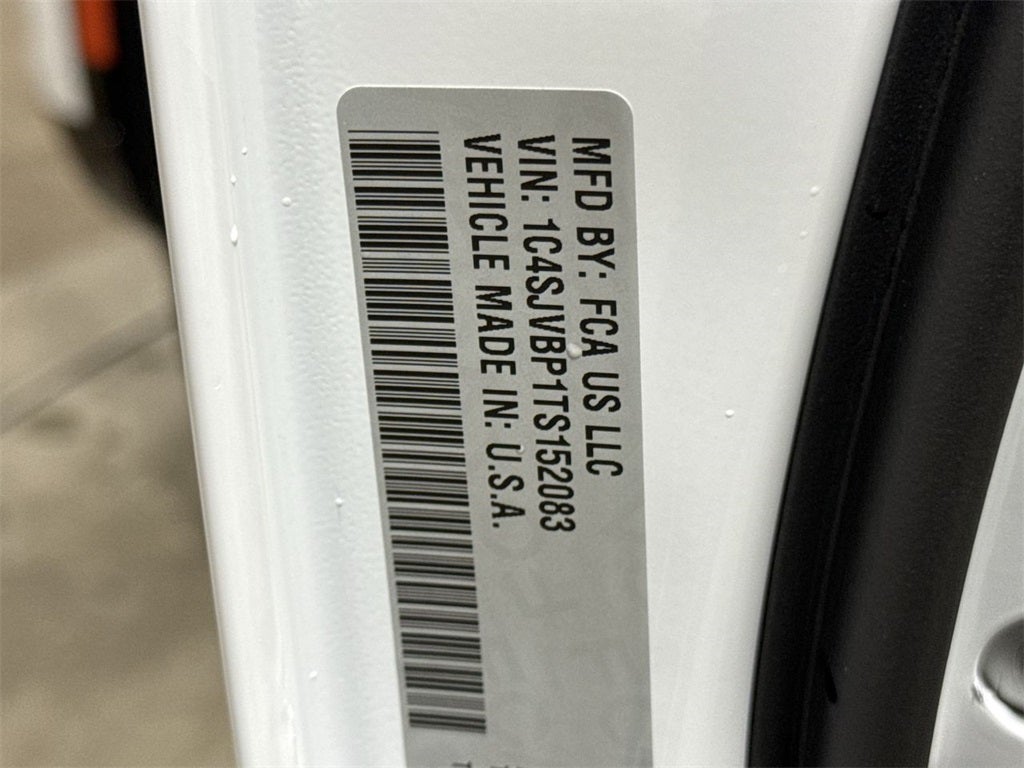 MFD BY: FCA US LLC
VIN: 1C4SJVBP1TS152083
VEHICLE MADE IN: U.S.A.